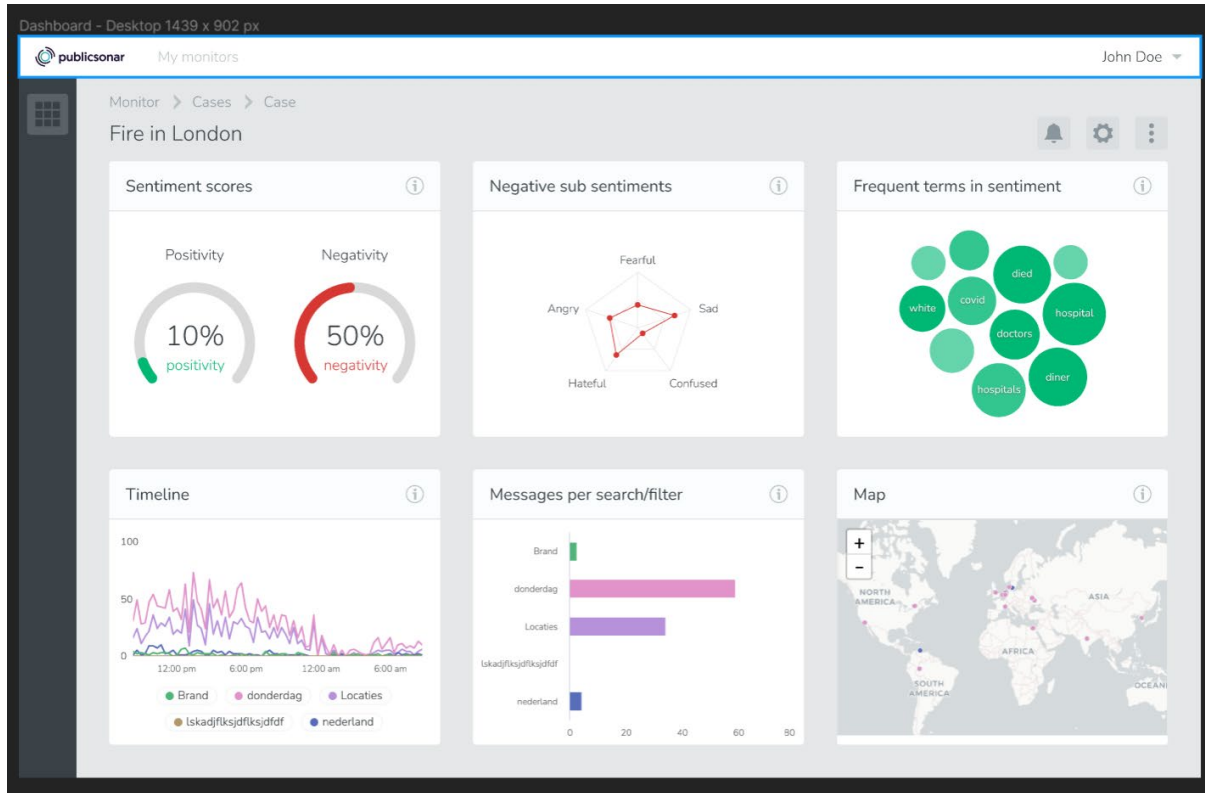 Dashboard - Desktop 1439 x 902 px
publicsonar My monitors John Doe
Monitor > Cases > Case
Fire in London
Sentiment scores
Positivity Negativity
10% 50%
positivity negativity
Negative sub sentiments
Fearful
Angry Sad
Hateful Confused
Frequent terms in sentiment
died
white covid hospital
doctors
diner
hospitals
Timeline
100
50
0
12:00 pm 6:00 pm 12:00 am 6:00 am
Brand donderdag Locaties
lskadjflksjdflksjdfdf nederland
Messages per search/filter
Brand
donderdag
Locaties
lskadjflksjdflksjdfdf
nederland
0 20 40 60 80
Map
+
-
NORTH
AMERICA
ASIA
AFRICA
SOUTH
AMERICA
OCEANI